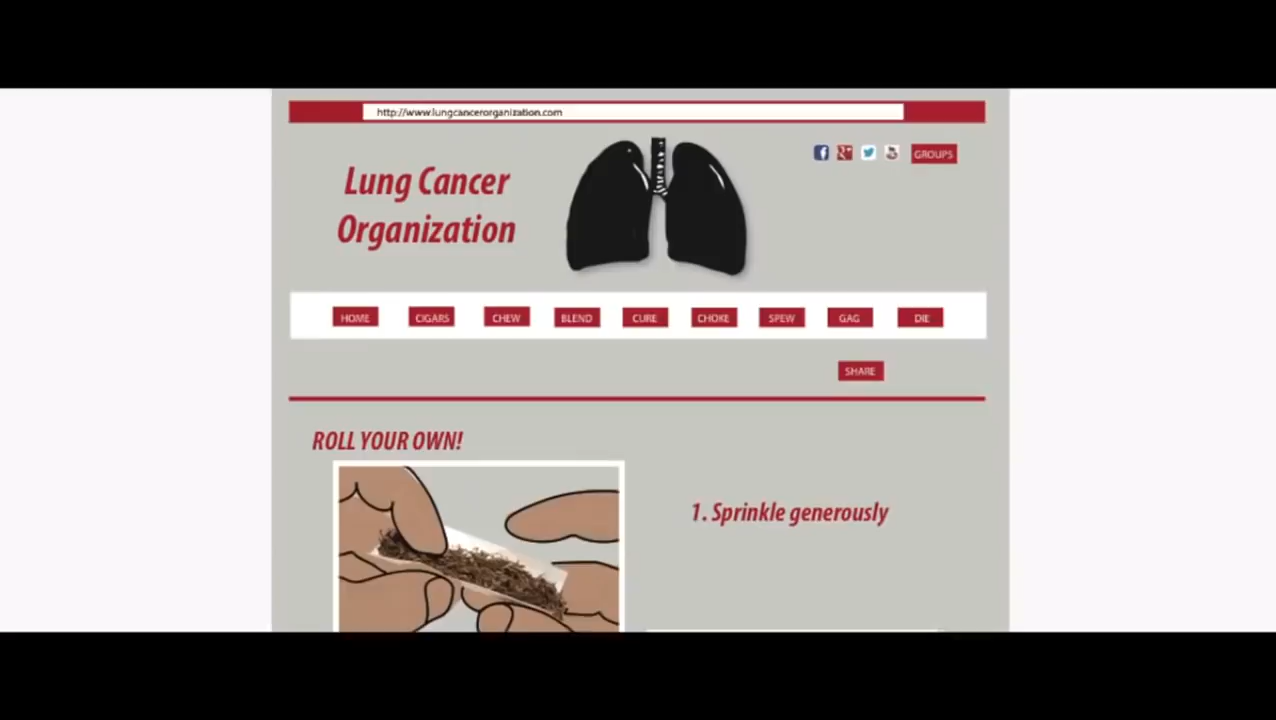 http://www.lungcancerorganization.com
GROUPS
Lung Cancer
Organization
HOME CIGARS CHEW BLEND CURE CHOKE SPEW GAG DIE
SHARE
ROLL YOUR OWN!
1. Sprinkle generously